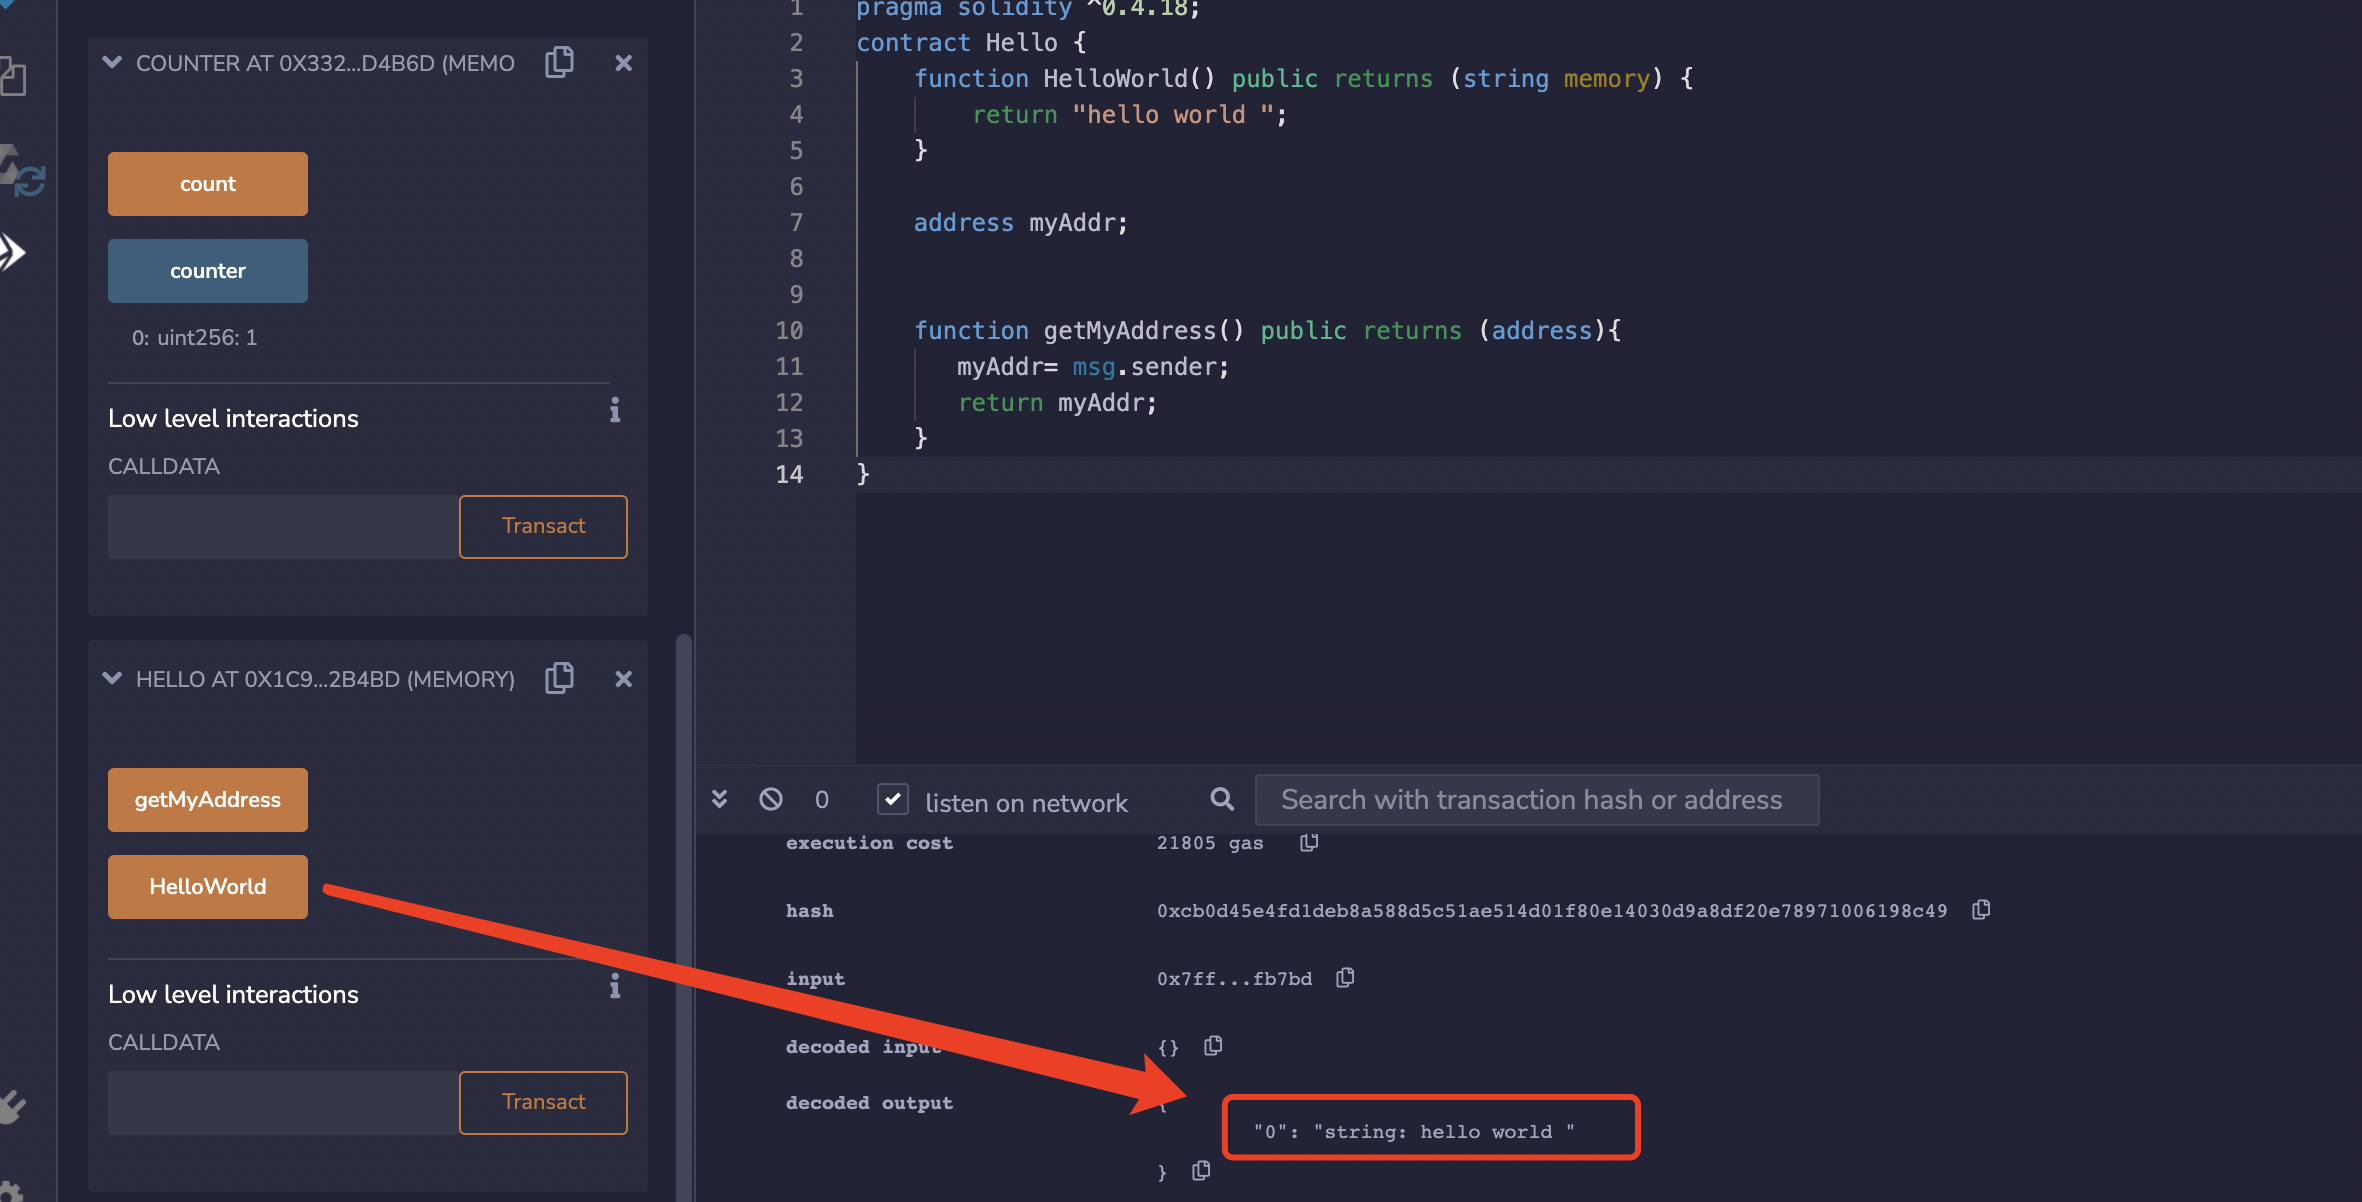 COUNTER AT 0X332...D4B6D (MEMO
count
counter
0: uint256: 1
Low level interactions
CALLDATA
Transact
HELLO AT 0X1C9...2B4BD (MEMORY)
getMyAddress
HelloWorld
Low level interactions
CALLDATA
Transact
1 pragma solidity ^0.4.18;
2 contract Hello {
3 function HelloWorld() public returns (string memory) {
4 return "hello world ";
5 }
6
7 address myAddr;
8
9
10 function getMyAddress() public returns (address){
11 myAddr= msg.sender;
12 return myAddr;
13 }
14 }
0 listen on network Search with transaction hash or address
execution cost 21805 gas
hash 0xcb0d45e4fd1deb8a588d5c51ae514d01f80e14030d9a8df20e78971006198c49
input 0x7ff...fb7bd
decoded input {}
decoded output {
"0": "string: hello world "
}